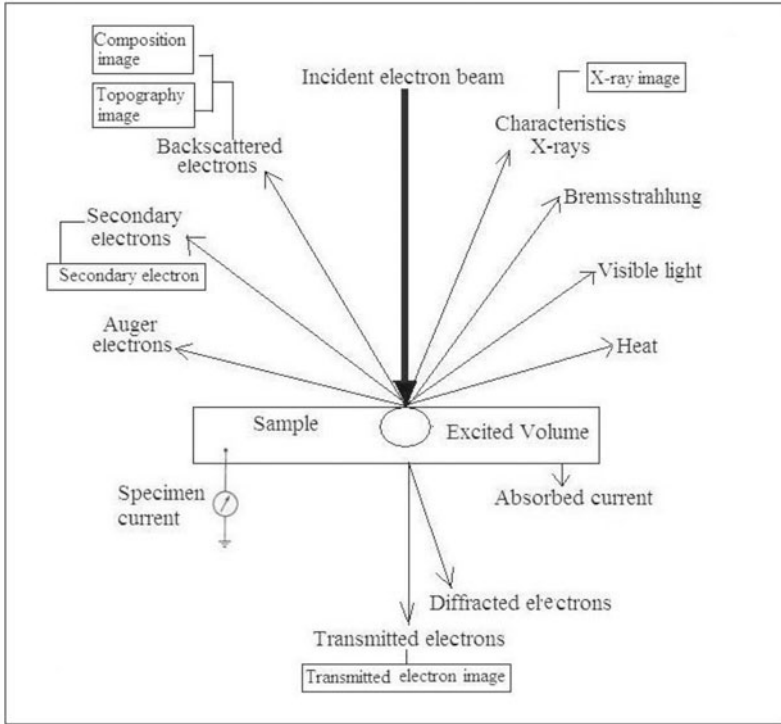 Composition
image
Topography
image
Incident electron beam
X-ray image
Characteristics
X-rays
Backscattered
electrons
Bremsstrahlung
Secondary
electrons
Secondary electron
Visible light
Auger
electrons
Heat
Sample
Excited Volume
Specimen
current
Absorbed current
Diffracted electrons
Transmitted electrons
Transmitted electron image